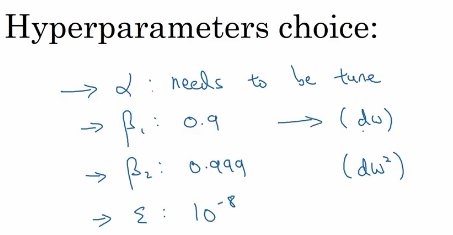 Hyperparameters choice:
→ α : needs to be tune
→ β₁ : 0.9 → (dw)
→ β₂ : 0.999 (dw²)
→ ε : 10⁻⁸